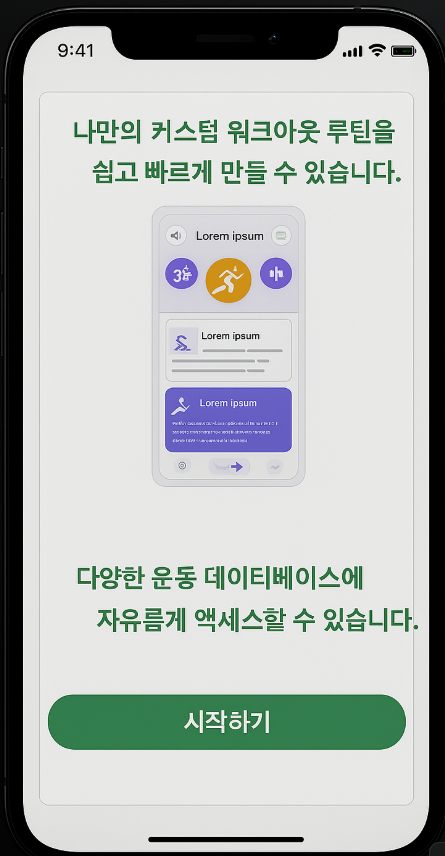 9:41
나만의 커스텀 워크아웃 루틴을
쉽고 빠르게 만들 수 있습니다.
Lorem ipsum
3
Lorem ipsum
Lorem ipsum
다양한 운동 데이티베이스에
자유름게 액세스할 수 있습니다.
시작하기